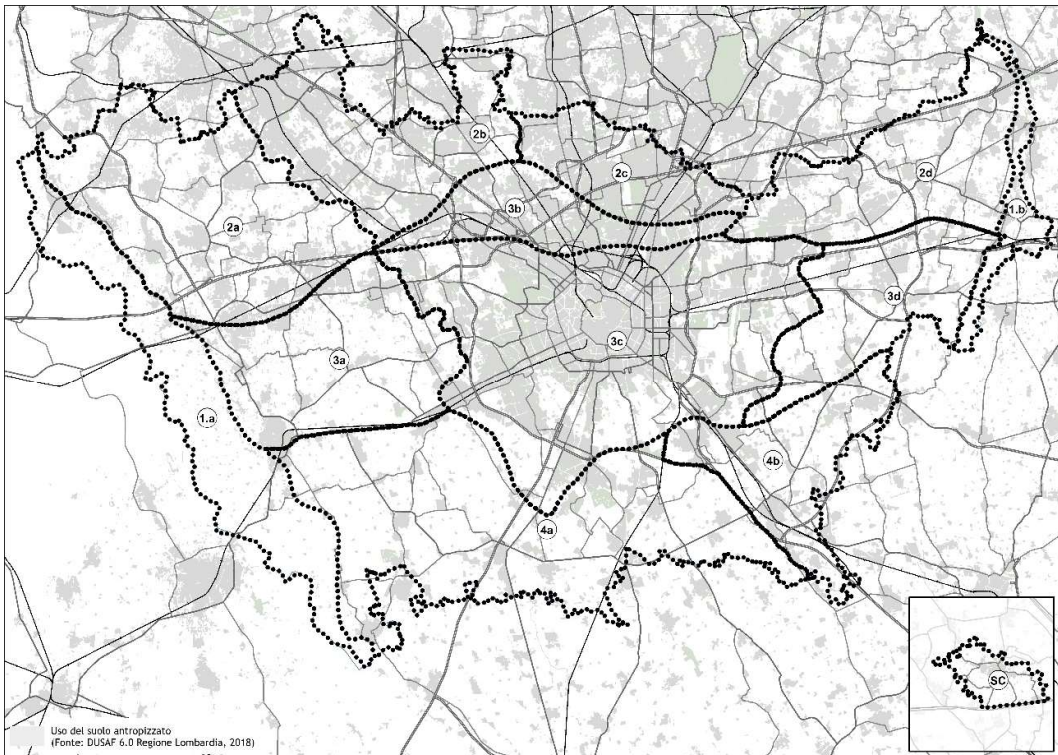 2b
2c
2d
3b
1.b
2a
3d
3c
3a
1.a
4b
4a
SC
Uso del suolo antropizzato
(Fonte: DUSAF 6.0 Regione Lombardia, 2018)